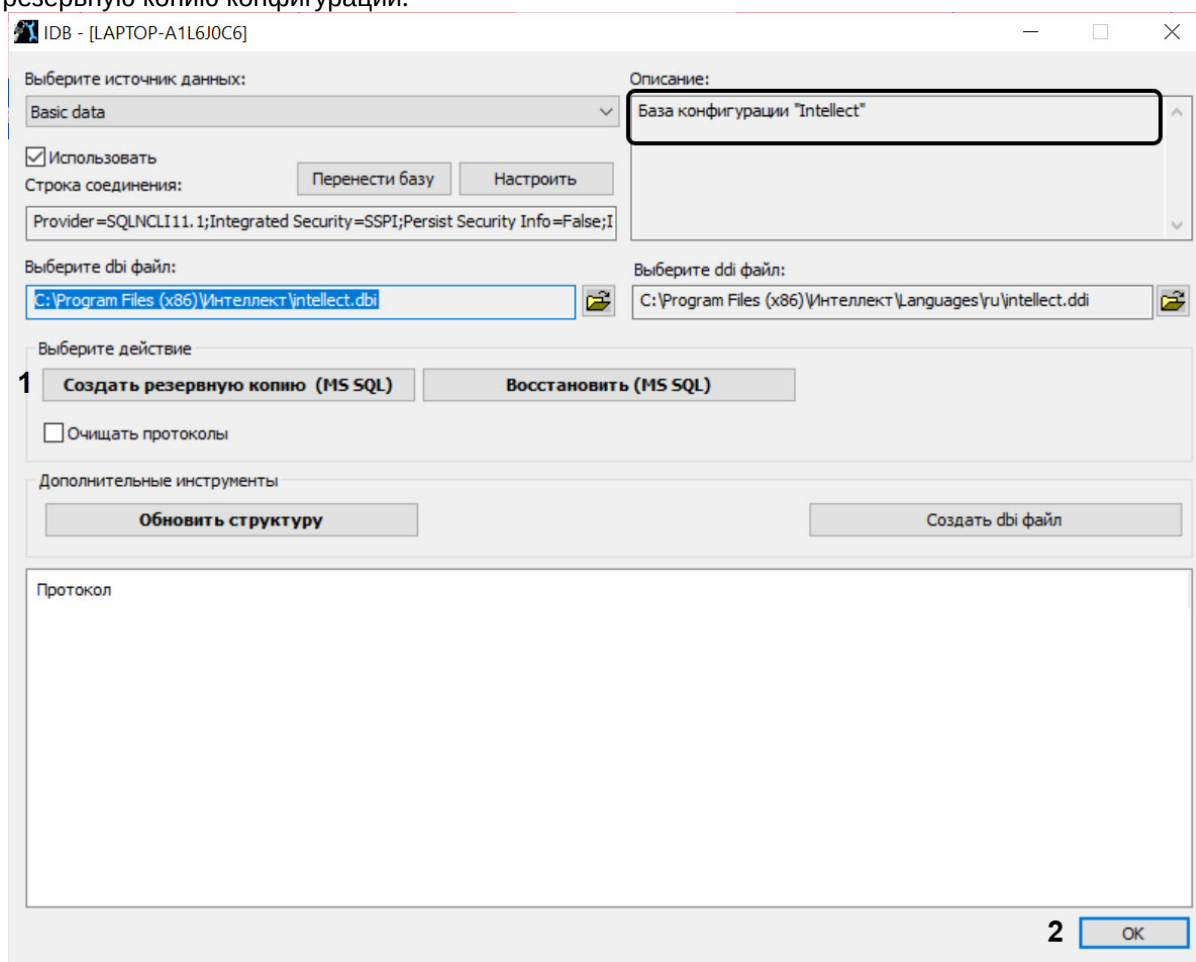 резервную копию конфигурации.
IDB - [LAPTOP-A1L6J0C6]
Выберите источник данных:
Описание:
Basic data
База конфигурации "Intellect"
Использовать
Строка соединения:
Перенести базу
Настроить
Provider=SQLNCLI11.1;Integrated Security=SSPI;Persist Security Info=False;I
Выберите dbi файл:
Выберите ddi файл:
C:\Program Files (x86)\Интеллект\intellect.dbi
C:\Program Files (x86)\Интеллект\Languages\ru\intellect.ddi
Выберите действие
1
Создать резервную копию (MS SQL)
Восстановить (MS SQL)
Очищать протоколы
Дополнительные инструменты
Обновить структуру
Создать dbi файл
Протокол
2
OK